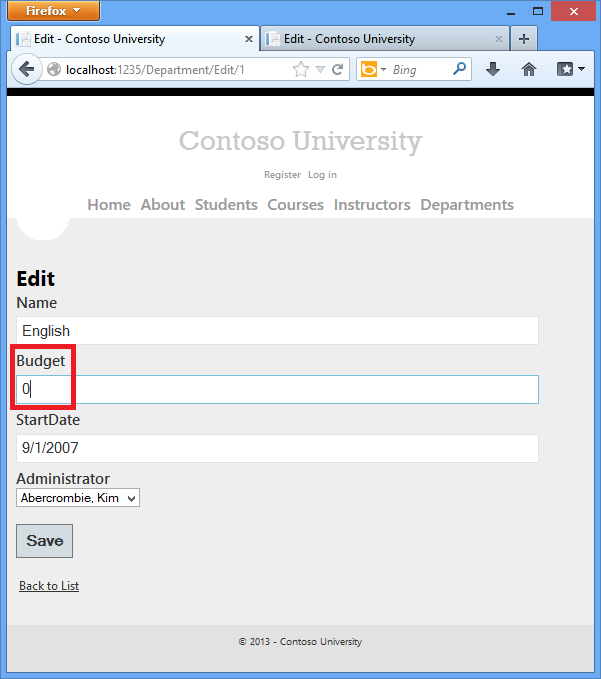 Firefox
Edit - Contoso University
Edit - Contoso University
localhost:1235/Department/Edit/1
Bing
Contoso University
Register Log in
Home About Students Courses Instructors Departments
Edit
Name
English
Budget
0
StartDate
9/1/2007
Administrator
Abercrombie, Kim
Save
Back to List
© 2013 - Contoso University